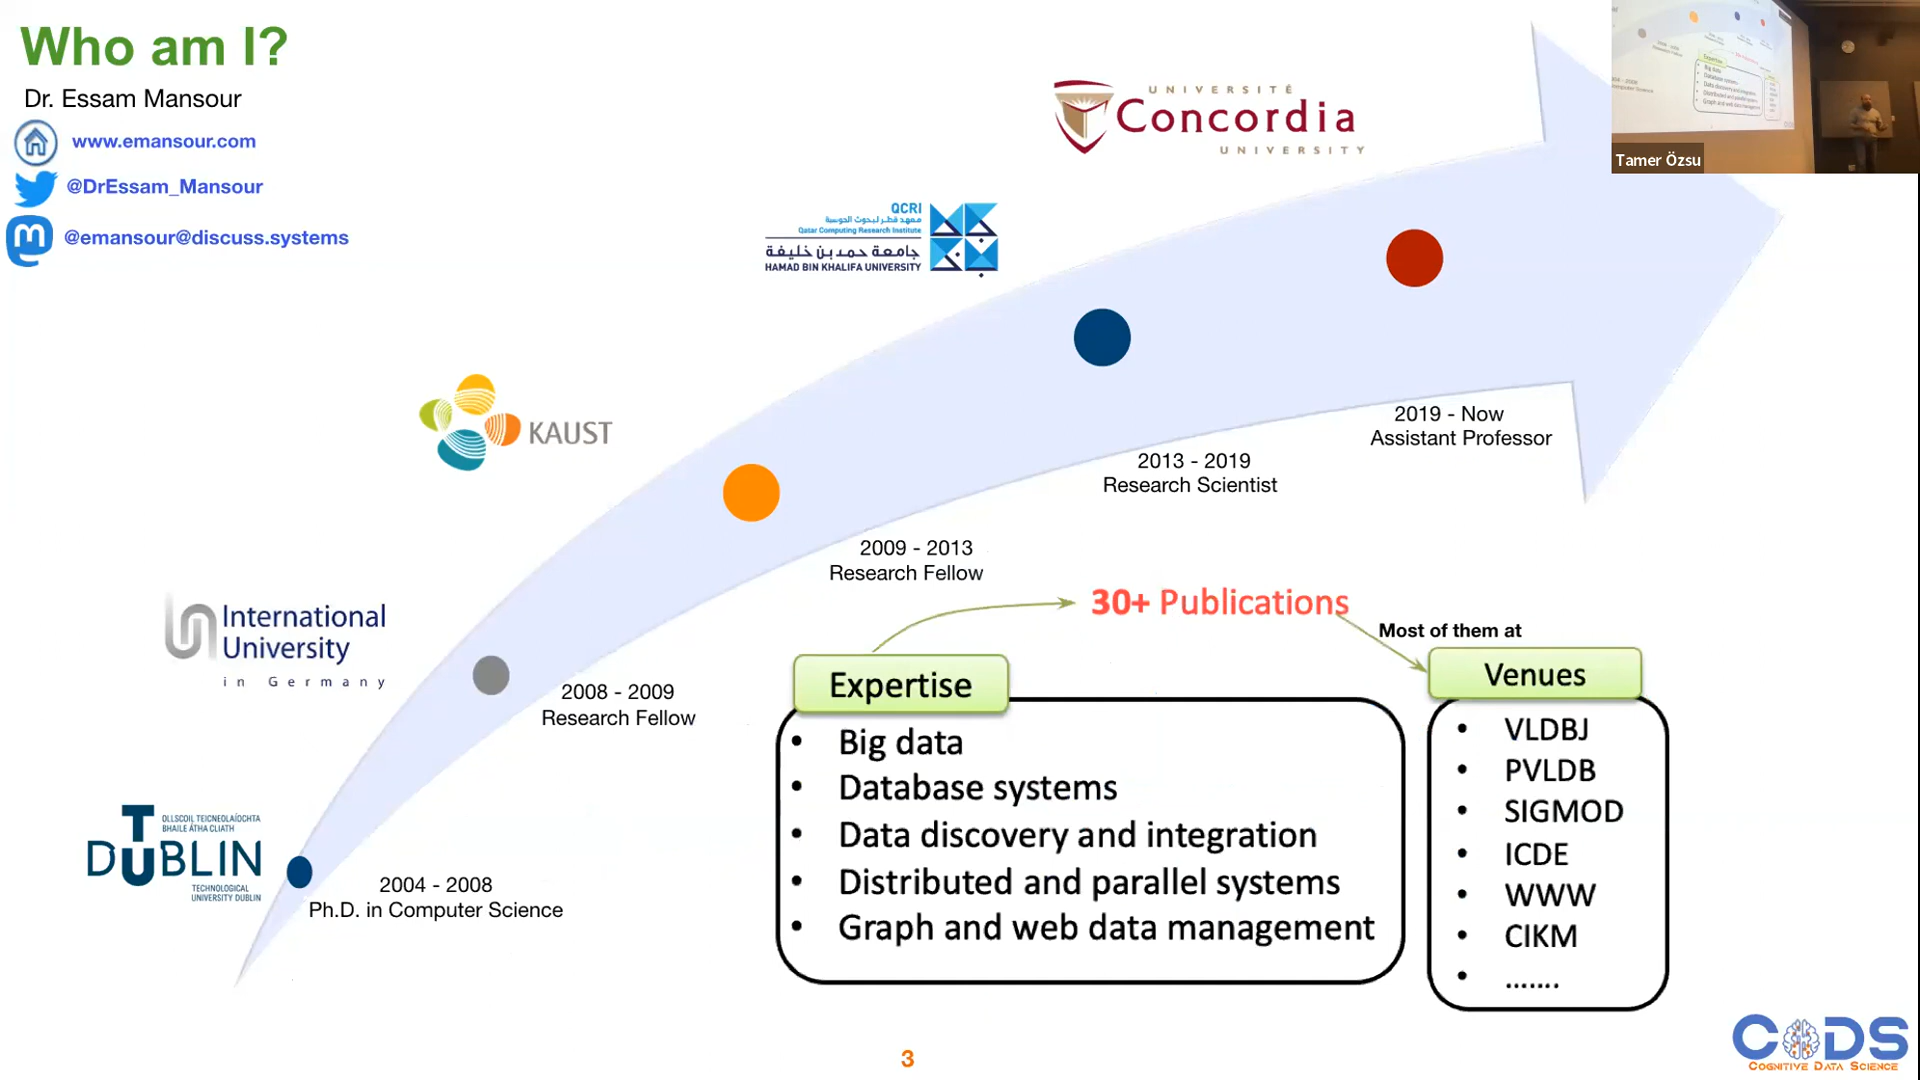 Who am I?
Dr. Essam Mansour
www.emansour.com
@DrEssam_Mansour
@emansour@discuss.systems
UNIVERSITÉ
Concordia
UNIVERSITY
Tamer Özsu
QCRI
معهد قطر لبحوث الحوسبة
Qatar Computing Research Institute
جامعة حمد بن خليفة
HAMAD BIN KHALIFA UNIVERSITY
KAUST
2019 - Now
Assistant Professor
2013 - 2019
Research Scientist
2009 - 2013
Research Fellow
International
University
in Germany
2008 - 2009
Research Fellow
OLLSCOIL TEICNEOLAÍOCHTA
BHAILE ÁTHA CLIATH
TU DUBLIN
TECHNOLOGICAL
UNIVERSITY DUBLIN
2004 - 2008
Ph.D. in Computer Science
30+ Publications
Most of them at
Expertise
• Big data
• Database systems
• Data discovery and integration
• Distributed and parallel systems
• Graph and web data management
Venues
• VLDBJ
• PVLDB
• SIGMOD
• ICDE
• WWW
• CIKM
• .......
3
CODS
COGNITIVE DATA SCIENCE